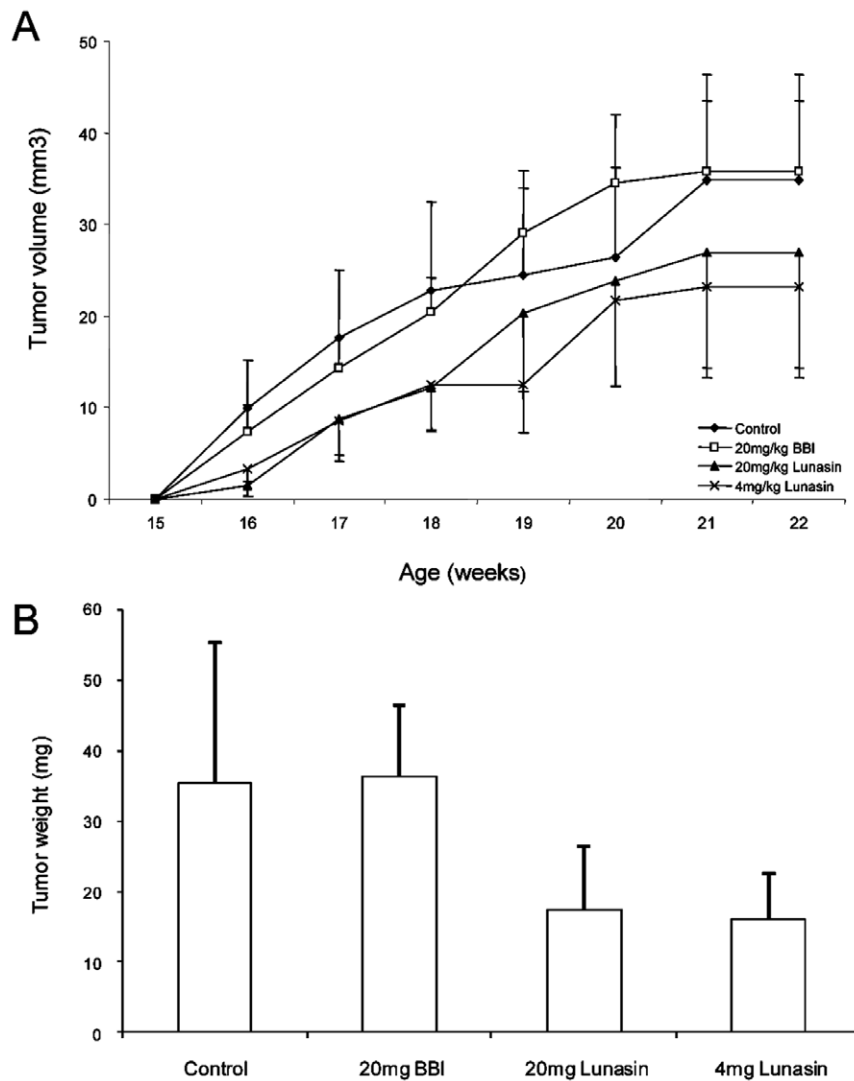 A
50
40
30
20
10
0
Tumor volume (mm3)
Control
20mg/kg BBI
20mg/kg Lunasin
4mg/kg Lunasin
15 16 17 18 19 20 21 22
Age (weeks)
B
60
50
40
30
20
10
0
Tumor weight (mg)
Control 20mg BBI 20mg Lunasin 4mg Lunasin